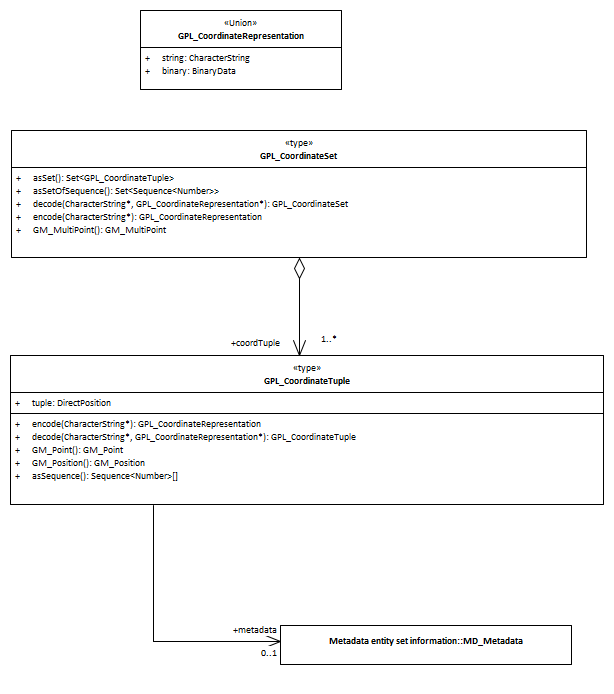 «Union»
GPL_CoordinateRepresentation
+ string: CharacterString
+ binary: BinaryData
«type»
GPL_CoordinateSet
+ asSet(): Set<GPL_CoordinateTuple>
+ asSetOfSequence(): Set<Sequence<Number>>
+ decode(CharacterString*, GPL_CoordinateRepresentation*): GPL_CoordinateSet
+ encode(CharacterString*): GPL_CoordinateRepresentation
+ GM_MultiPoint(): GM_MultiPoint
+coordTuple 1..*
«type»
GPL_CoordinateTuple
+ tuple: DirectPosition
+ encode(CharacterString*): GPL_CoordinateRepresentation
+ decode(CharacterString*, GPL_CoordinateRepresentation*): GPL_CoordinateTuple
+ GM_Point(): GM_Point
+ GM_Position(): GM_Position
+ asSequence(): Sequence<Number>[]
+metadata
0..1
Metadata entity set information::MD_Metadata